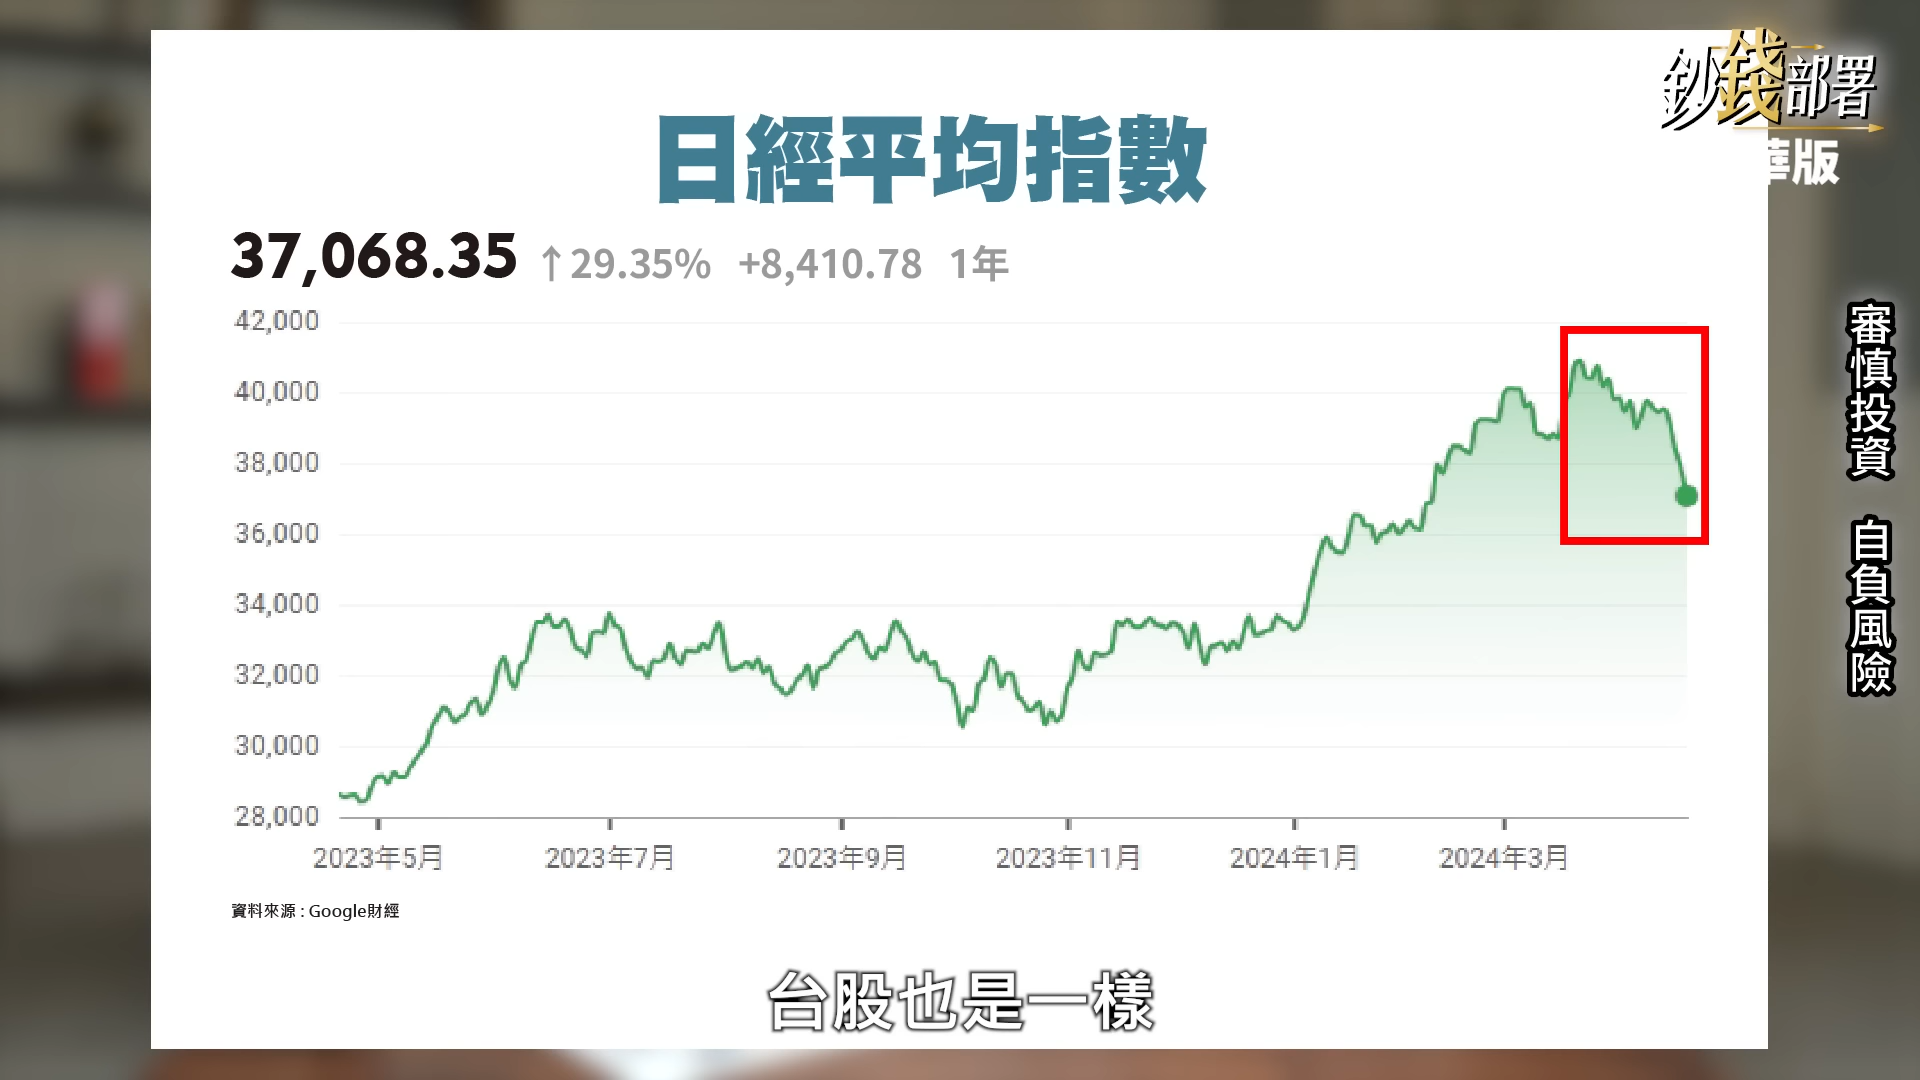 鈔錢部署
華版
日經平均指數
37,068.35 ↑29.35% +8,410.78 1年
42,000
40,000
38,000
36,000
34,000
32,000
30,000
28,000
2023年5月 2023年7月 2023年9月 2023年11月 2024年1月 2024年3月
資料來源 : Google財經
審慎投資 自負風險
台股也是一樣